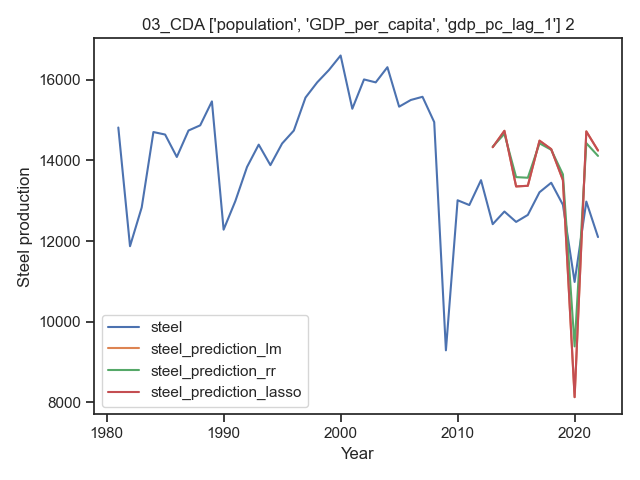 03_CDA ['population', 'GDP_per_capita', 'gdp_pc_lag_1'] 2
16000
14000
12000
10000
8000
Steel production
steel
steel_prediction_lm
steel_prediction_rr
steel_prediction_lasso
1980
1990
2000
2010
2020
Year